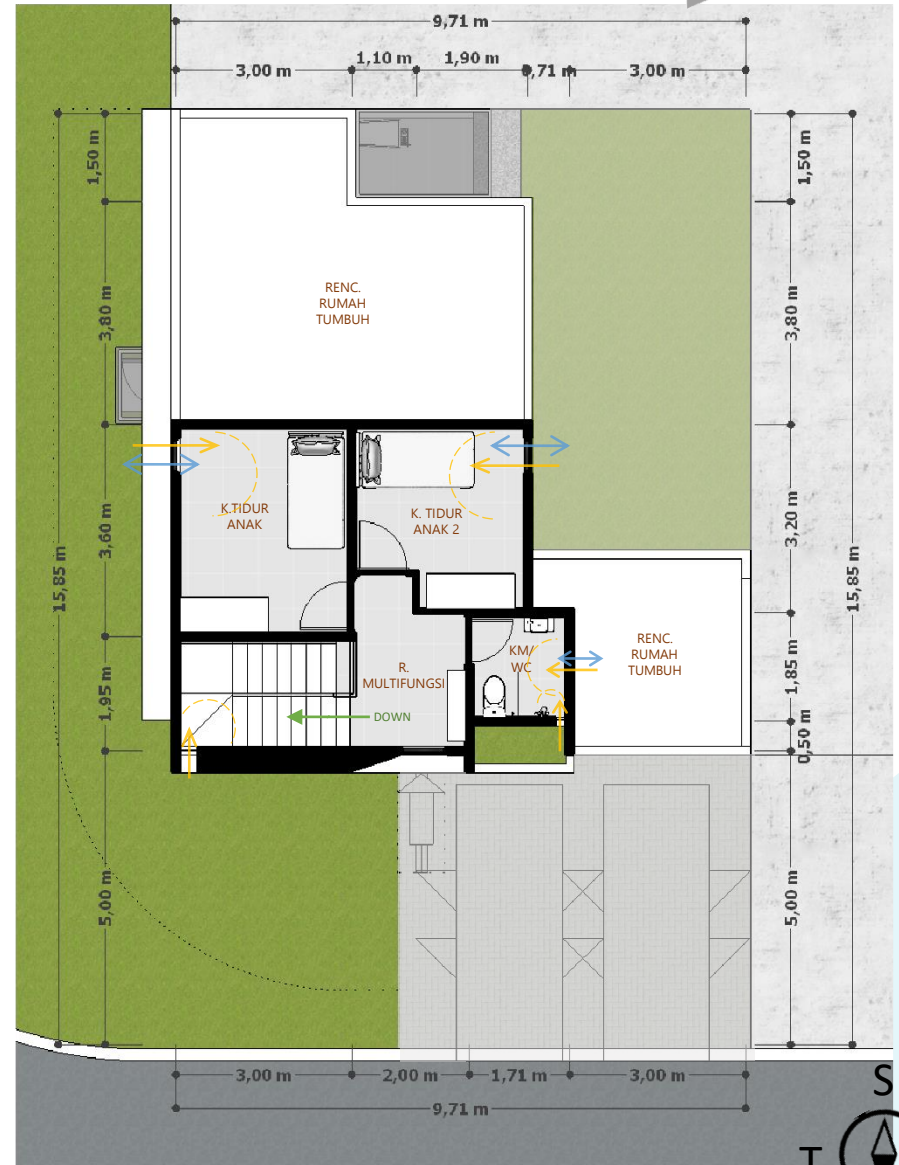 9,71 m
1,10 m
1,90 m
3,00 m
0,71 m
3,00 m
1,50 m
1,50 m
RENC.
RUMAH
TUMBUH
3,80 m
3,80 m
K.TIDUR
ANAK
K. TIDUR
ANAK 2
3,60 m
3,20 m
15,85 m
15,85 m
KM/
WC
RENC.
RUMAH
TUMBUH
R.
MULTIFUNGSI
1,95 m
1,85 m
DOWN
0,50 m
5,00 m
5,00 m
3,00 m
2,00 m
1,71 m
3,00 m
9,71 m
S
T